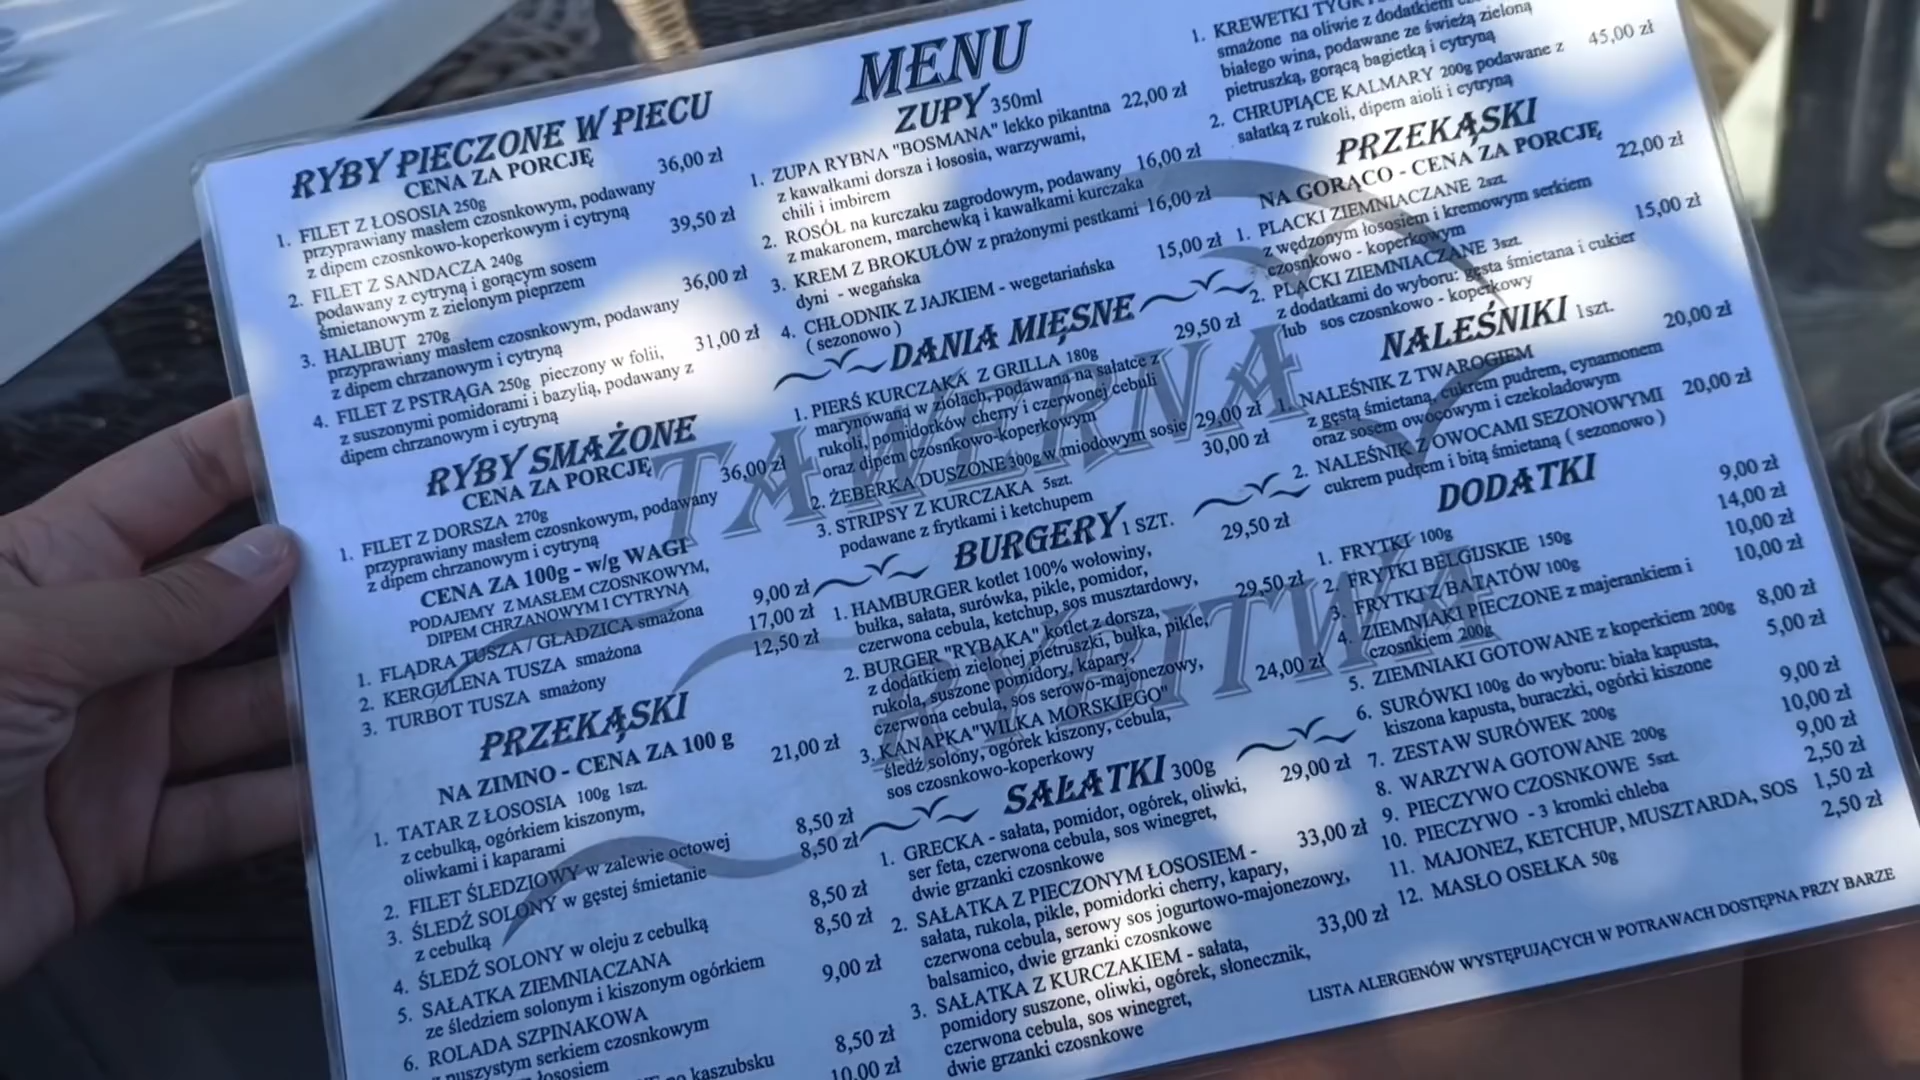 MENU
RYBY PIECZONE W PIECU
CENA ZA PORCJĘ
1. FILET Z ŁOSOSIA 250g 36,00 zł
przyprawiany masłem czosnkowym, podawany
z dipem czosnkowo-koperkowym i cytryną
2. FILET Z SANDACZA 240g 39,50 zł
podawany z cytryną i gorącym sosem
śmietanowym z zielonym pieprzem
3. HALIBUT 270g 36,00 zł
przyprawiany masłem czosnkowym, podawany
z dipem chrzanowym i cytryną
4. FILET Z PSTRĄGA 250g pieczony w folii, 31,00 zł
z suszonymi pomidorami i bazylią, podawany z
dipem chrzanowym i cytryną
RYBY SMAŻONE
CENA ZA PORCJĘ
1. FILET Z DORSZA 270g 36,00 zł
przyprawiany masłem czosnkowym, podawany
z dipem chrzanowym i cytryną
CENA ZA 100g - w/g WAGI
PODAJEMY Z MASŁEM CZOSNKOWYM,
DIPEM CHRZANOWYM I CYTRYNĄ
1. FLĄDRA TUSZA / GŁADZICA smażona 9,00 zł
2. KERGULENA TUSZA smażona 17,00 zł
3. TURBOT TUSZA smażony 12,50 zł
PRZEKĄSKI
NA ZIMNO - CENA ZA 100 g
1. TATAR Z ŁOSOSIA 100g 1szt. 21,00 zł
z cebulką, ogórkiem kiszonym,
oliwkami i kaparami
2. FILET ŚLEDZIOWY w zalewie octowej 8,50 zł
3. ŚLEDŹ SOLONY w gęstej śmietanie 8,50 zł
z cebulką
4. ŚLEDŹ SOLONY w oleju z cebulką 8,50 zł
5. SAŁATKA ZIEMNIACZANA 8,50 zł
ze śledziem solonym i kiszonym ogórkiem
6. ROLADA SZPINAKOWA 9,00 zł
z puszystym serkiem czosnkowym
łososiem
po kaszubsku 8,50 zł
10,00 zł
ZUPY 350ml
1. ZUPA RYBNA "BOSMANA" lekko pikantna 22,00 zł
z kawałkami dorsza i łososia, warzywami,
chili i imbirem
2. ROSÓŁ na kurczaku zagrodowym, podawany 16,00 zł
z makaronem, marchewką i kawałkami kurczaka
3. KREM Z BROKUŁÓW z prażonymi pestkami 16,00 zł
dyni - wegańska
4. CHŁODNIK Z JAJKIEM - wegetariańska 15,00 zł
( sezonowo )
DANIA MIĘSNE
1. PIERŚ KURCZAKA Z GRILLA 180g 29,50 zł
marynowana w ziołach, podawana na sałatce z
rukoli, pomidorków cherry i czerwonej cebuli
oraz dipem czosnkowo-koperkowym
2. ŻEBERKA DUSZONE 300g w miodowym sosie 29,00 zł
3. STRIPSY Z KURCZAKA 5szt. 30,00 zł
podawane z frytkami i ketchupem
BURGERY 1 SZT.
1. HAMBURGER kotlet 100% wołowiny, 29,50 zł
bułka, sałata, surówka, pikle, pomidor,
czerwona cebula, ketchup, sos musztardowy,
2. BURGER "RYBAKA" kotlet z dorsza, 29,50 zł
z dodatkiem zielonej pietruszki, bułka, pikle,
rukola, suszone pomidory, kapary,
czerwona cebula, sos serowo-majonezowy,
3. KANAPKA "WILKA MORSKIEGO" 24,00 zł
śledź solony, ogórek kiszony, cebula,
sos czosnkowo-koperkowy
SAŁATKI 300g
1. GRECKA - sałata, pomidor, ogórek, oliwki, 29,00 zł
ser feta, czerwona cebula, sos winegret,
dwie grzanki czosnkowe
2. SAŁATKA Z PIECZONYM ŁOSOSIEM - 33,00 zł
sałata, rukola, pikle, pomidorki cherry, kapary,
czerwona cebula, serowy sos jogurtowo-majonezowy,
balsamico, dwie grzanki czosnkowe
3. SAŁATKA Z KURCZAKIEM - sałata, 33,00 zł
pomidory suszone, oliwki, ogórek, słonecznik,
czerwona cebula, sos winegret,
dwie grzanki czosnkowe
1. KREWETKI
smażone na oliwie z dodatkiem
białego wina, podawane ze świeżą zieloną
pietruszką, gorącą bagietką i cytryną
2. CHRUPIĄCE KALMARY 200g podawane z 45,00 zł
sałatką z rukoli, dipem aioli i cytryną
PRZEKĄSKI
NA GORĄCO - CENA ZA PORCJĘ
1. PLACKI ZIEMNIACZANE 2szt. 22,00 zł
z wędzonym łososiem i kremowym serkiem
czosnkowo - koperkowym
2. PLACKI ZIEMNIACZANE 3szt. 15,00 zł
z dodatkami do wyboru: gęsta śmietana i cukier
lub sos czosnkowo - koperkowy
NALEŚNIKI 1szt.
1. NALEŚNIK Z TWAROGIEM 20,00 zł
z gęstą śmietaną, cukrem pudrem, cynamonem
oraz sosem owocowym i czekoladowym
2. NALEŚNIK Z OWOCAMI SEZONOWYMI 20,00 zł
cukrem pudrem i bitą śmietaną ( sezonowo )
DODATKI
1. FRYTKI 100g 9,00 zł
2. FRYTKI BELGIJSKIE 150g 14,00 zł
3. FRYTKI Z BATATÓW 100g 10,00 zł
4. ZIEMNIAKI PIECZONE z majerankiem i 10,00 zł
czosnkiem 200g
5. ZIEMNIAKI GOTOWANE z koperkiem 200g 8,00 zł
6. SURÓWKI 100g do wyboru: biała kapusta, 5,00 zł
kiszona kapusta, buraczki, ogórki kiszone
7. ZESTAW SURÓWEK 200g 9,00 zł
8. WARZYWA GOTOWANE 200g 10,00 zł
9. PIECZYWO CZOSNKOWE 5szt. 9,00 zł
10. PIECZYWO - 3 kromki chleba 2,50 zł
11. MAJONEZ, KETCHUP, MUSZTARDA, SOS 1,50 zł
12. MASŁO OSEŁKA 50g 2,50 zł
LISTA ALERGENÓW WYSTĘPUJĄCYCH W POTRAWACH DOSTĘPNA PRZY BARZE
TAWERNA
RYBITWA